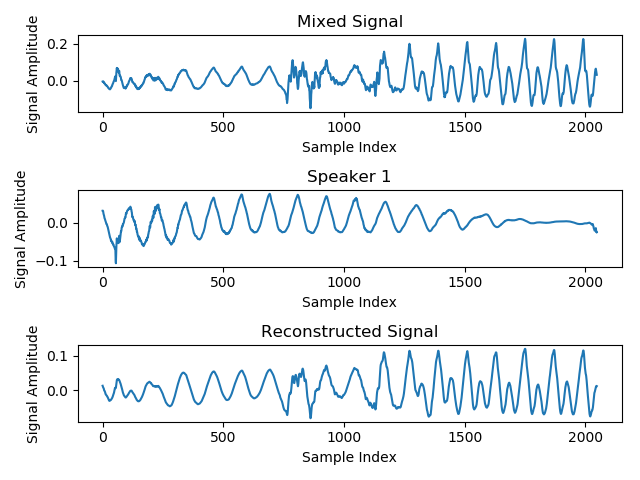 Mixed Signal
Signal Amplitude
0.2
0.0
0 500 1000 1500 2000
Sample Index
Speaker 1
Signal Amplitude
0.0
−0.1
0 500 1000 1500 2000
Sample Index
Reconstructed Signal
Signal Amplitude
0.1
0.0
0 500 1000 1500 2000
Sample Index